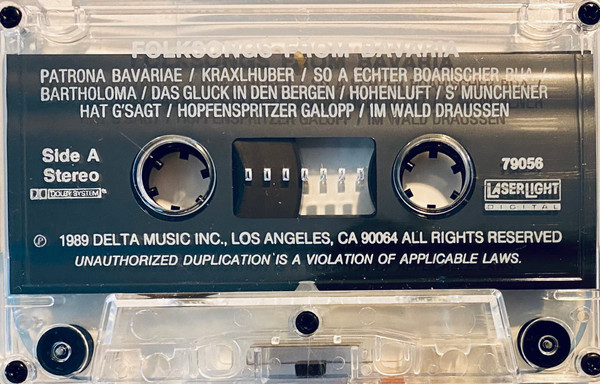 FOLKSONGS FROM BAVARIA
PATRONA BAVARIAE / KRAXLHUBER / SO A ECHTER BOARISCHER BUA /
BARTHOLOMA / DAS GLUCK IN DEN BERGEN / HOHENLUFT / S' MUNCHENER
HAT G'SAGT / HOPFENSPRITZER GALOPP / IM WALD DRAUSSEN
Side A
Stereo
DOLBY SYSTEM
79056
LASERLIGHT
DIGITAL
℗ 1989 DELTA MUSIC INC., LOS ANGELES, CA 90064 ALL RIGHTS RESERVED
UNAUTHORIZED DUPLICATION IS A VIOLATION OF APPLICABLE LAWS.